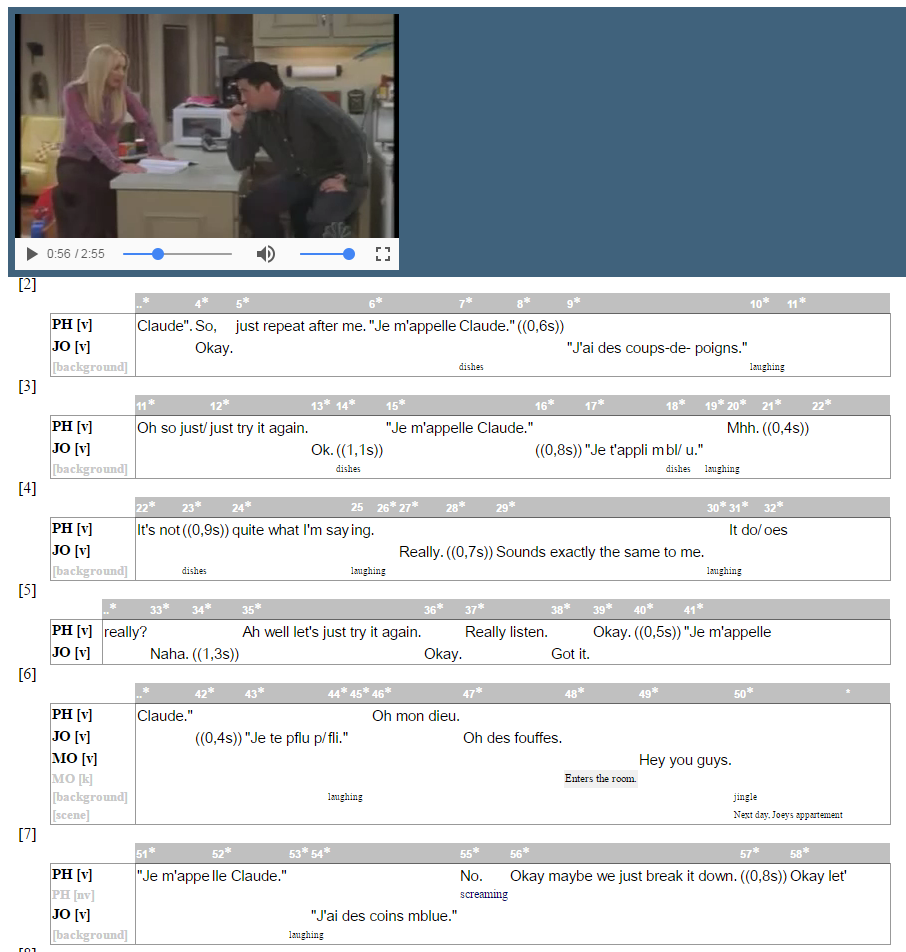 0:56 / 2:55
[2]
..* 4* 5* 6* 7* 8* 9* 10* 11*
PH [v] Claude". So, just repeat after me. "Je m'appelle Claude." ((0,6s))
JO [v] Okay. "J'ai des coups-de- poigns."
[background] dishes laughing
[3]
11* 12* 13* 14* 15* 16* 17* 18* 19* 20* 21* 22*
PH [v] Oh so just/ just try it again. "Je m'appelle Claude." Mhh. ((0,4s))
JO [v] Ok. ((1,1s)) ((0,8s)) "Je t'appli mbl/ u."
[background] dishes dishes laughing
[4]
22* 23* 24* 25 26* 27* 28* 29* 30* 31* 32*
PH [v] It's not ((0,9s)) quite what I'm saying. It do/ oes
JO [v] Really. ((0,7s)) Sounds exactly the same to me.
[background] dishes laughing laughing
[5]
..* 33* 34* 35* 36* 37* 38* 39* 40* 41*
PH [v] really? Ah well let's just try it again. Really listen. Okay. ((0,5s)) "Je m'appelle
JO [v] Naha. ((1,3s)) Okay. Got it.
[6]
..* 42* 43* 44* 45* 46* 47* 48* 49* 50* *
PH [v] Claude." Oh mon dieu.
JO [v] ((0,4s)) "Je te pflu p/ fli." Oh des fouffes.
MO [v] Hey you guys.
MO [k] Enters the room.
[background] laughing jingle
[scene] Next day, Joeys appartement
[7]
51* 52* 53* 54* 55* 56* 57* 58*
PH [v] "Je m'appelle Claude." No. Okay maybe we just break it down. ((0,8s)) Okay let'
PH [nv] screaming
JO [v] "J'ai des coins mblue."
[background] laughing